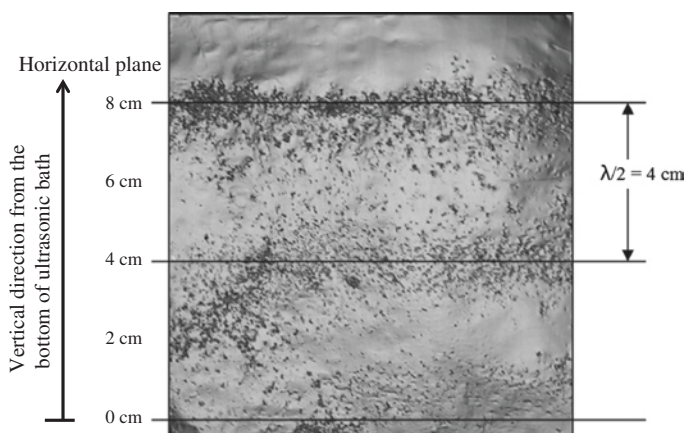 Horizontal plane
8 cm
6 cm
4 cm
2 cm
0 cm
Vertical direction from the
bottom of ultrasonic bath
λ/2 = 4 cm